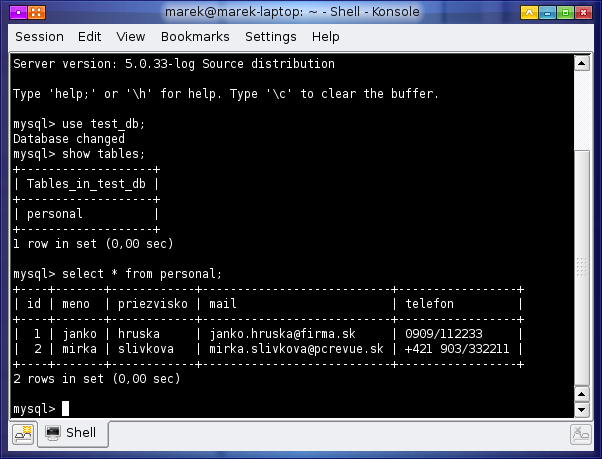 marek@marek-laptop: ~ - Shell - Konsole
Session Edit View Bookmarks Settings Help
Server version: 5.0.33-log Source distribution
Type 'help;' or '\h' for help. Type '\c' to clear the buffer.
mysql> use test_db;
Database changed
mysql> show tables;
+-------------------+
| Tables_in_test_db |
+-------------------+
| personal          |
+-------------------+
1 row in set (0,00 sec)
mysql> select * from personal;
+----+-------+------------+--------------------------+-----------------+
| id | meno  | priezvisko | mail                     | telefon         |
+----+-------+------------+--------------------------+-----------------+
|  1 | janko | hruska     | janko.hruska@firma.sk    | 0909/112233     |
|  2 | mirka | slivkova   | mirka.slivkova@pcrevue.sk | +421 903/332211 |
+----+-------+------------+--------------------------+-----------------+
2 rows in set (0,00 sec)
mysql>
Shell